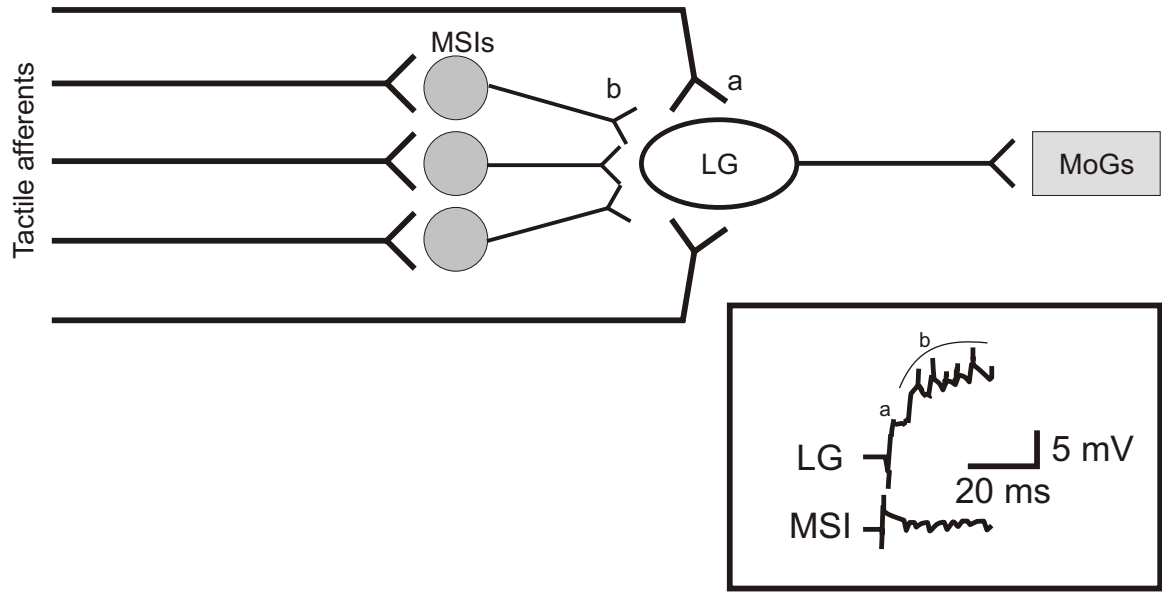 Tactile afferents
MSIs
b
a
LG
MoGs
b
a
LG
5 mV
20 ms
MSI